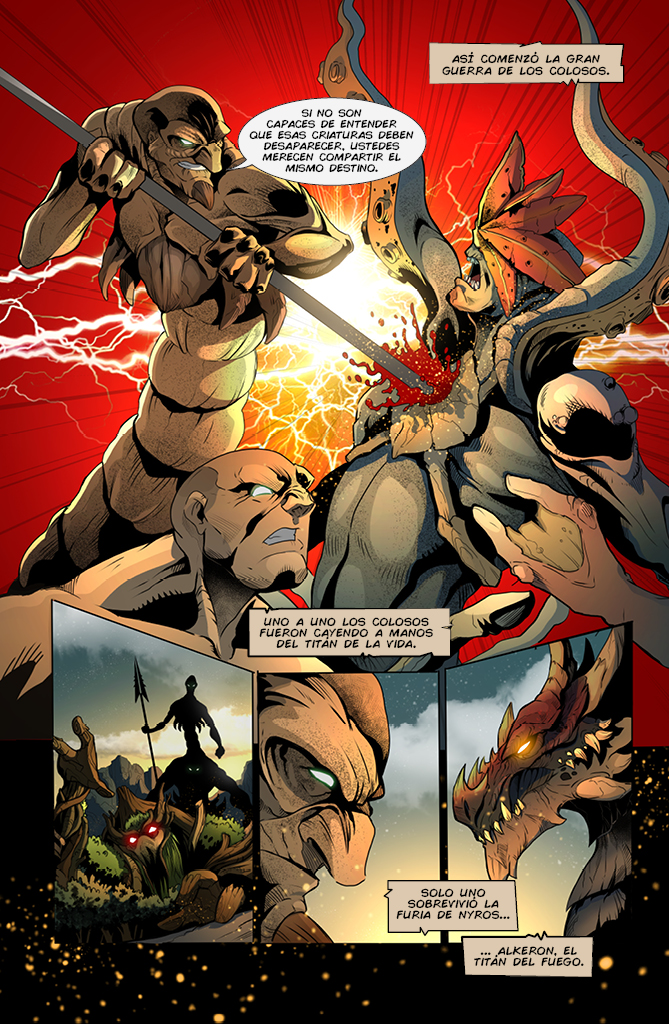 ASÍ COMENZÓ LA GRAN
GUERRA DE LOS COLOSOS.
SI NO SON
CAPACES DE ENTENDER
QUE ESAS CRIATURAS DEBEN
DESAPARECER, USTEDES
MERECEN COMPARTIR EL
MISMO DESTINO.
UNO A UNO LOS COLOSOS
FUERON CAYENDO A MANOS
DEL TITÁN DE LA VIDA.
SOLO UNO
SOBREVIVIÓ LA
FURIA DE NYROS...
... ALKERON, EL
TITÁN DEL FUEGO.